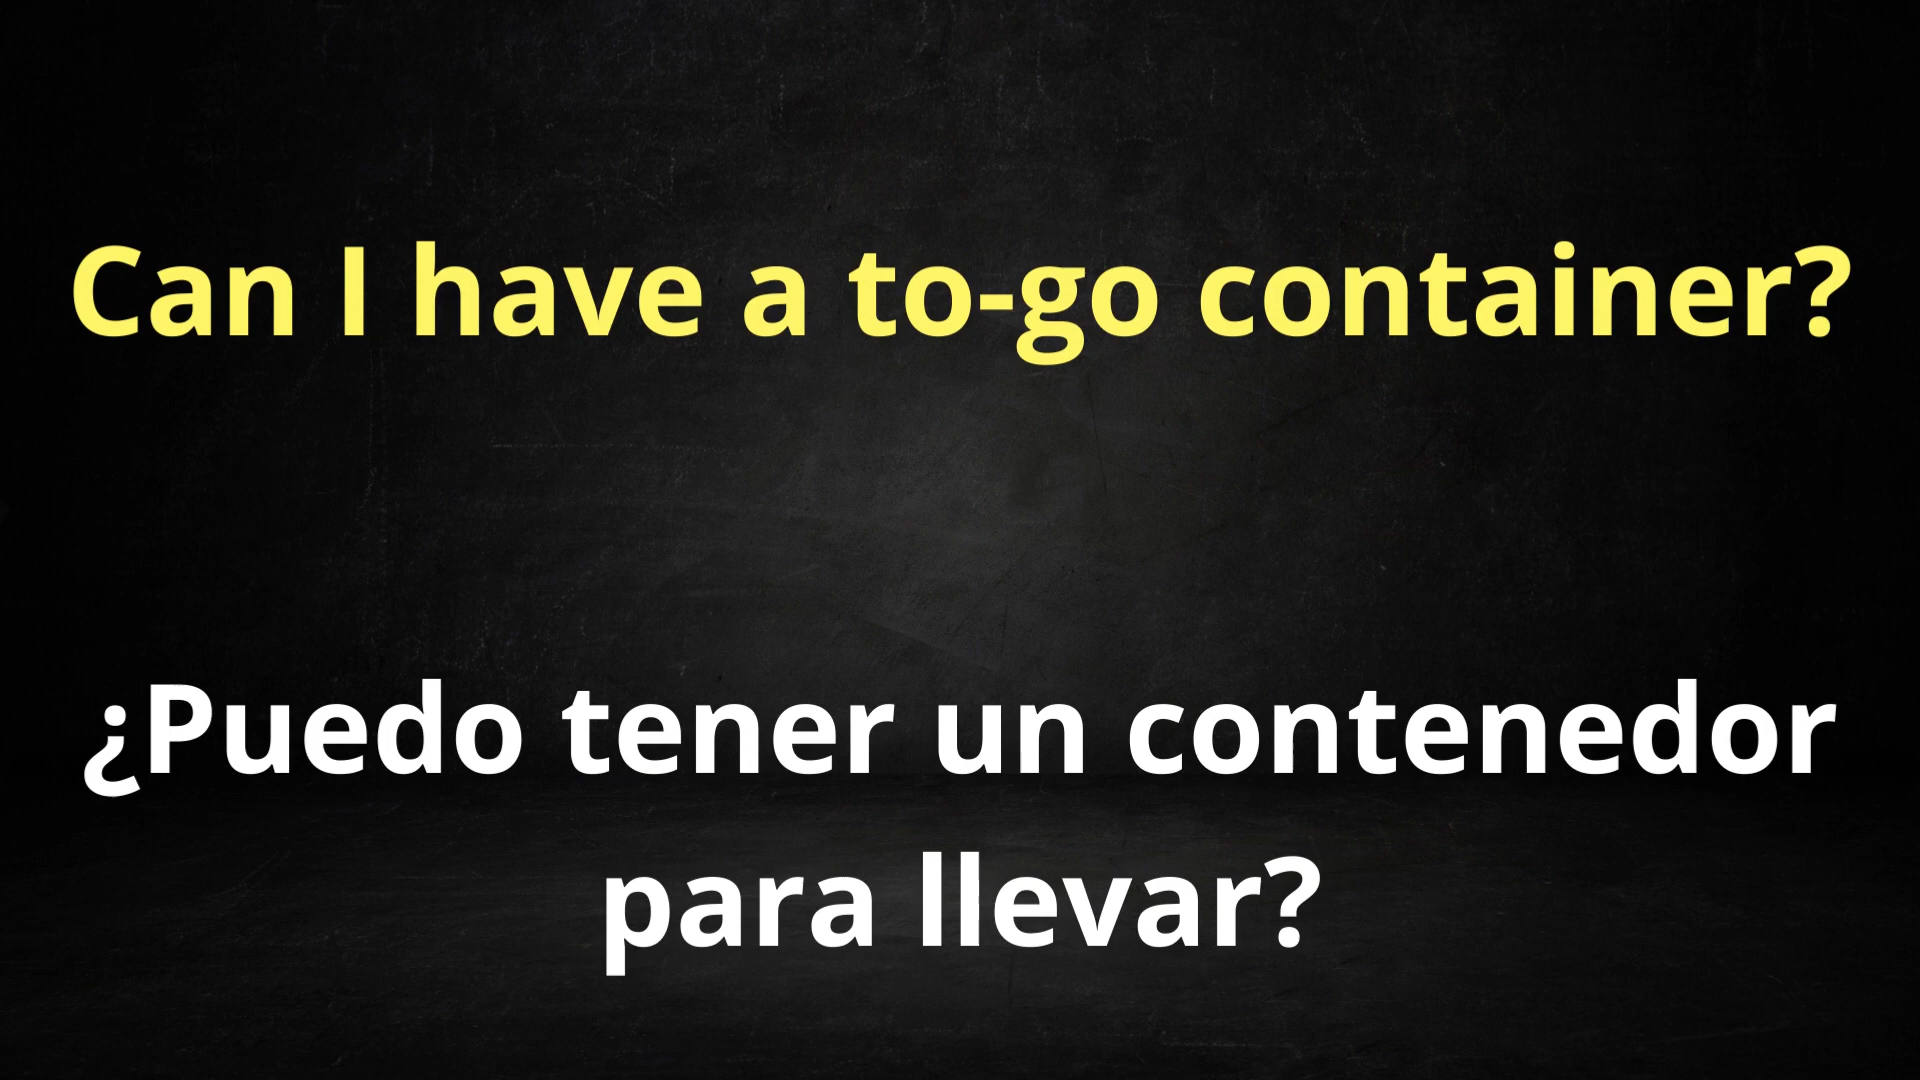 Can I have a to-go container?
¿Puedo tener un contenedor
para llevar?